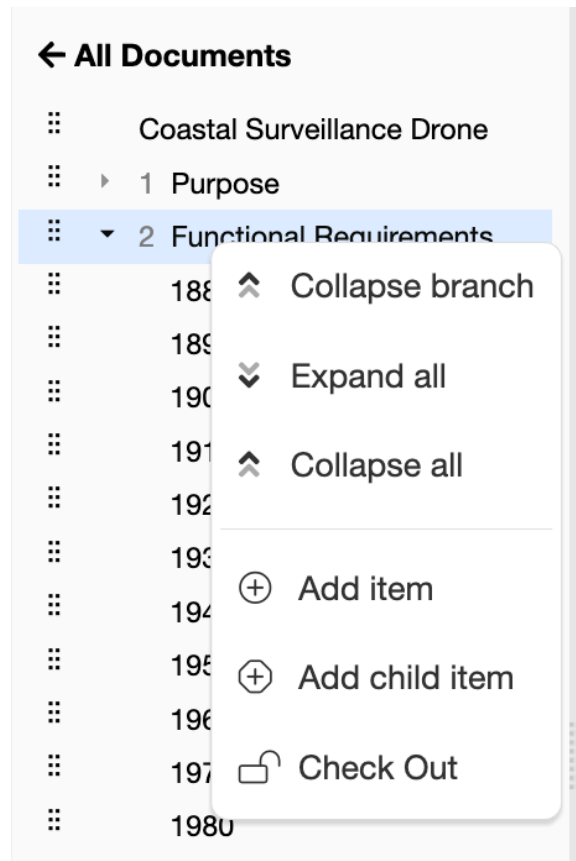 ← All Documents
Coastal Surveillance Drone
1 Purpose
2 Functional Requirements
Collapse branch
Expand all
Collapse all
Add item
Add child item
Check Out
1980